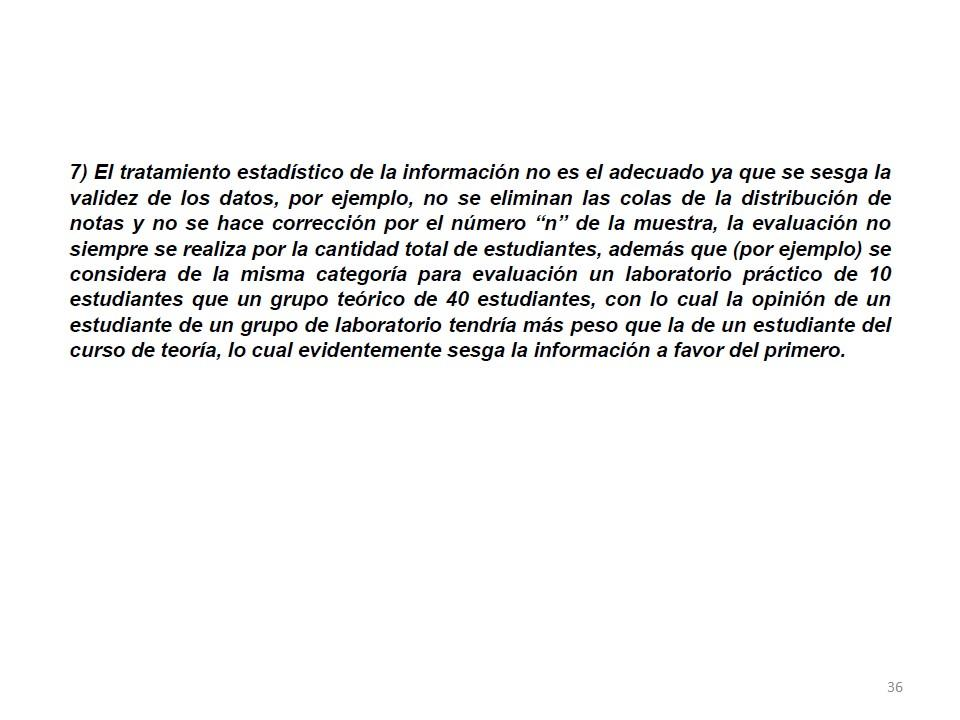 7) El tratamiento estadístico de la información no es el adecuado ya que se sesga la
validez de los datos, por ejemplo, no se eliminan las colas de la distribución de
notas y no se hace corrección por el número “n” de la muestra, la evaluación no
siempre se realiza por la cantidad total de estudiantes, además que (por ejemplo) se
considera de la misma categoría para evaluación un laboratorio práctico de 10
estudiantes que un grupo teórico de 40 estudiantes, con lo cual la opinión de un
estudiante de un grupo de laboratorio tendría más peso que la de un estudiante del
curso de teoría, lo cual evidentemente sesga la información a favor del primero.
36